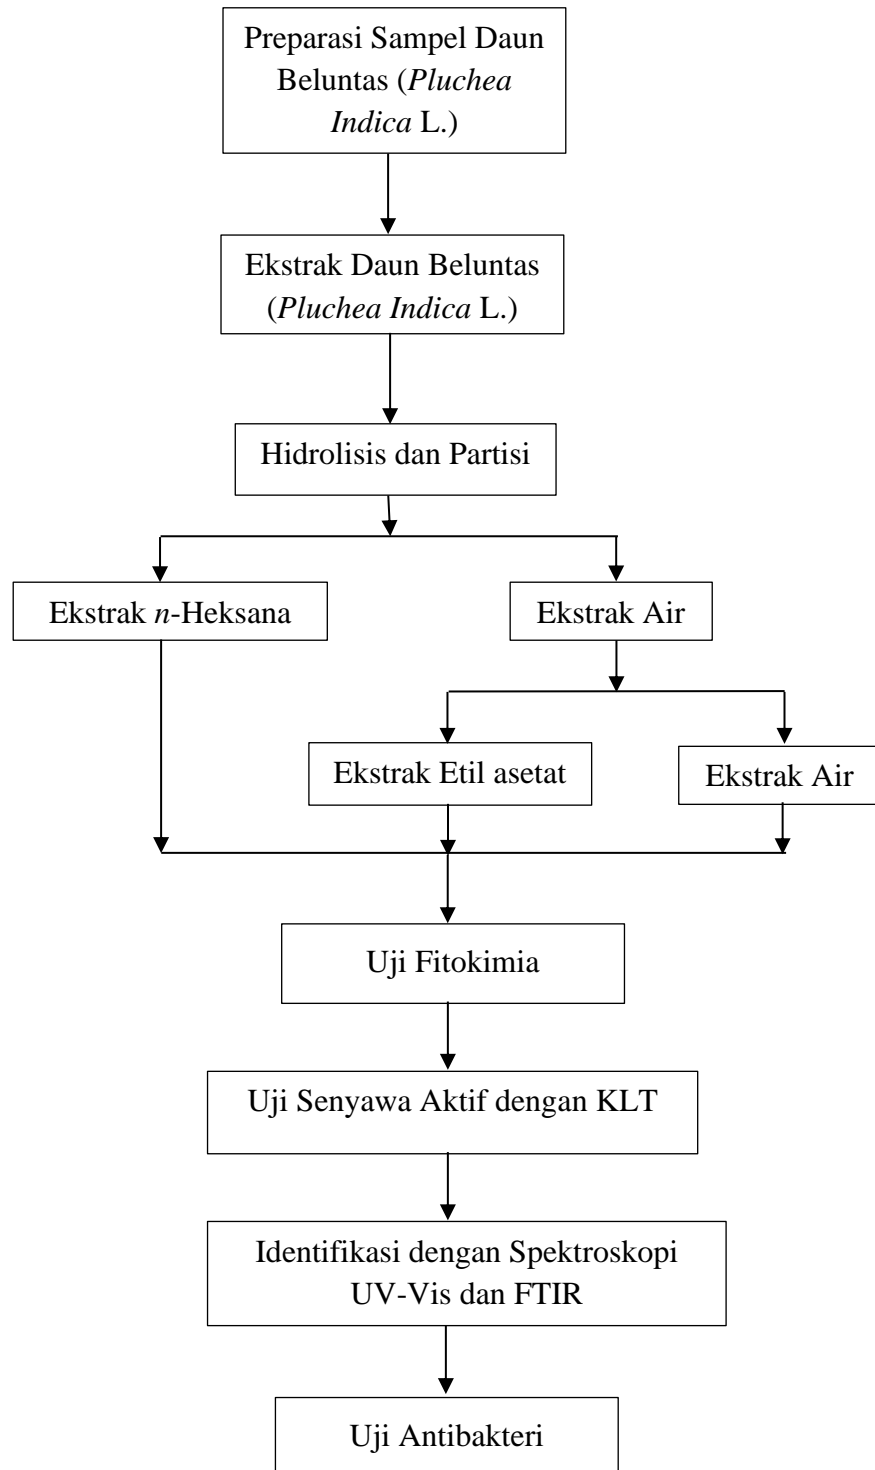 Preparasi Sampel Daun
Beluntas (Pluchea
Indica L.)
Ekstrak Daun Beluntas
(Pluchea Indica L.)
Hidrolisis dan Partisi
Ekstrak n-Heksana
Ekstrak Air
Ekstrak Etil asetat
Ekstrak Air
Uji Fitokimia
Uji Senyawa Aktif dengan KLT
Identifikasi dengan Spektroskopi
UV-Vis dan FTIR
Uji Antibakteri